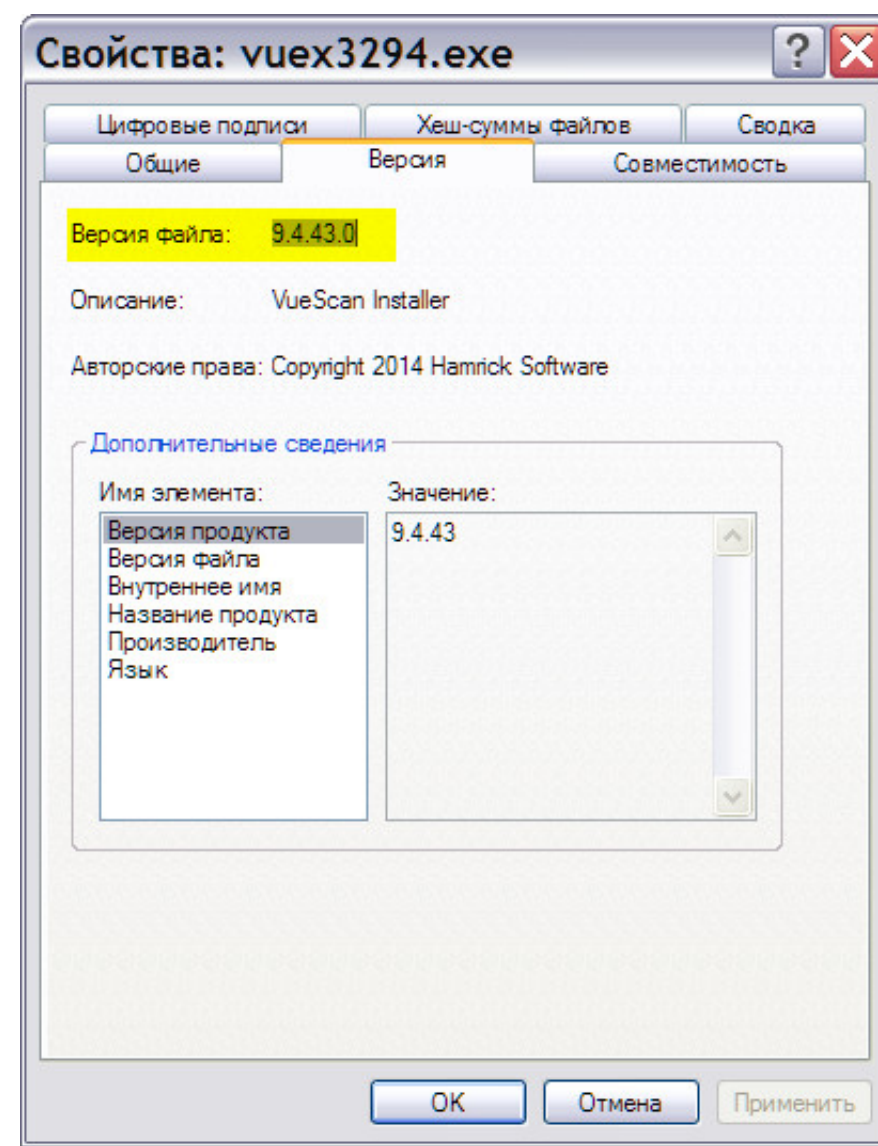 Свойства: vuex3294.exe
Цифровые подписи Хеш-суммы файлов Сводка
Общие Версия Совместимость
Версия файла: 9.4.43.0
Описание: VueScan Installer
Авторские права: Copyright 2014 Hamrick Software
Дополнительные сведения
Имя элемента: Значение:
Версия продукта 9.4.43
Версия файла
Внутреннее имя
Название продукта
Производитель
Язык
ОК Отмена Применить